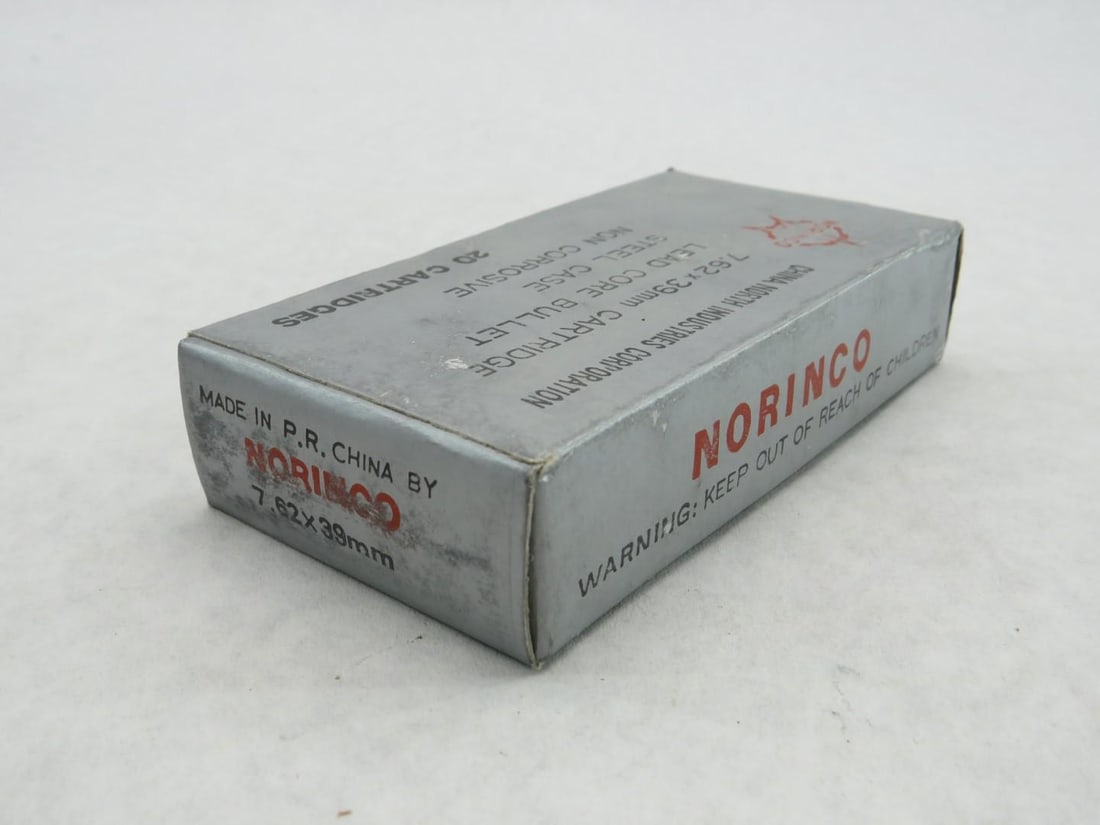 NORINCO
CHINA NORTH INDUSTRIES CORPORATION
7.62×39mm CARTRIDGE
LEAD CORE BULLET
STEEL CASE
NON CORROSIVE
20 CARTRIDGES
MADE IN P.R. CHINA BY
NORINCO
7.62×39mm
NORINCO
WARNING: KEEP OUT OF REACH OF CHILDREN